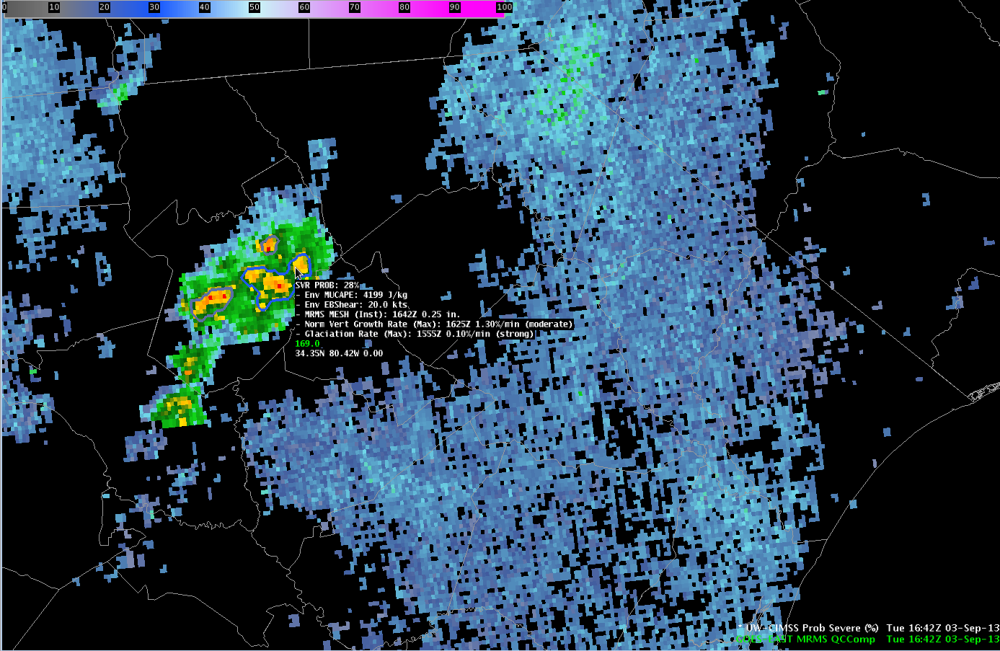 0 10 20 30 40 50 60 70 80 90 100
SVR PROB: 28%
- Env MUCAPE: 4199 J/kg
- Env EBShear: 20.0 kts.
- MRMS MESH (Inst): 1642Z 0.25 in.
- Norm Vert Growth Rate (Max): 1625Z 1.30%/min (moderate)
- Glaciation Rate (Max): 1555Z 0.10%/min (strong)
169.0
34.35N 80.42W 0.00
* UW-CIMSS Prob Severe (%) Tue 16:42Z 03-Sep-13
GOES-EAST MRMS QCComp Tue 16:42Z 03-Sep-13